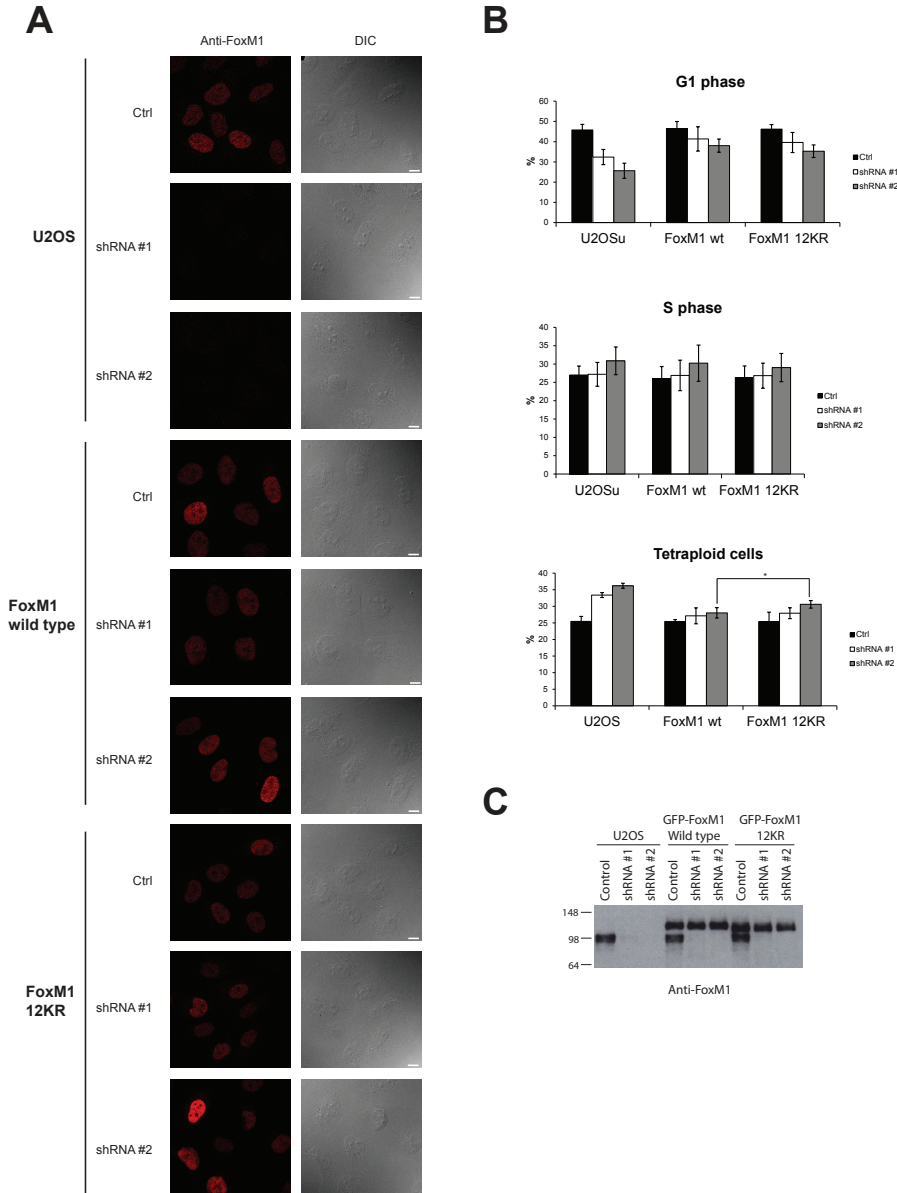 A
Anti-FoxM1 DIC
U2OS
Ctrl
shRNA #1
shRNA #2
FoxM1
wild type
Ctrl
shRNA #1
shRNA #2
FoxM1
12KR
Ctrl
shRNA #1
shRNA #2
B
G1 phase
60
50
40
30
20
10
0
%
U2OSu FoxM1 wt FoxM1 12KR
Ctrl
shRNA #1
shRNA #2
S phase
40
35
30
25
20
15
10
5
0
%
U2OSu FoxM1 wt FoxM1 12KR
Ctrl
shRNA #1
shRNA #2
Tetraploid cells
40
35
30
25
20
15
10
5
0
%
*
U2OS FoxM1 wt FoxM1 12KR
Ctrl
shRNA #1
shRNA #2
C
U2OS
GFP-FoxM1
Wild type
GFP-FoxM1
12KR
Control
shRNA #1
shRNA #2
Control
shRNA #1
shRNA #2
Control
shRNA #1
shRNA #2
148
98
64
Anti-FoxM1